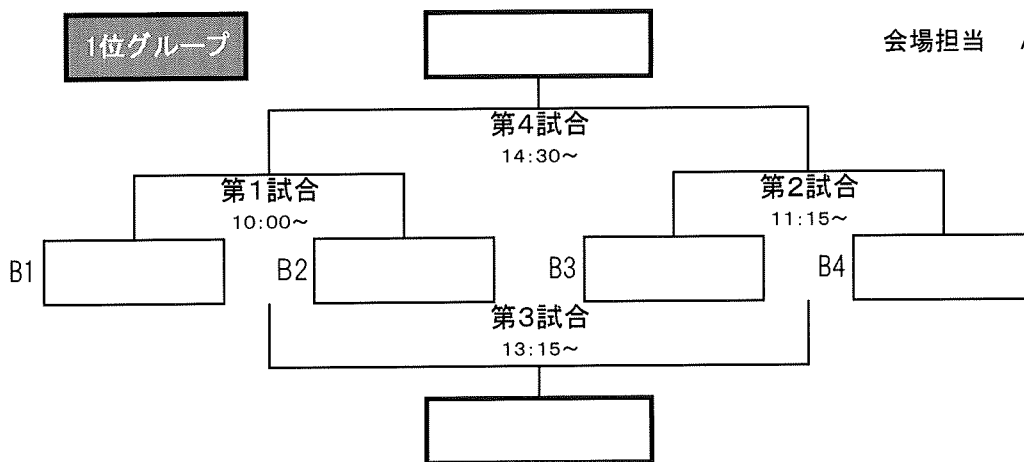 1位グループ
会場担当
第4試合
14:30～
第1試合
10:00～
第2試合
11:15～
B1
B2
B3
B4
第3試合
13:15～